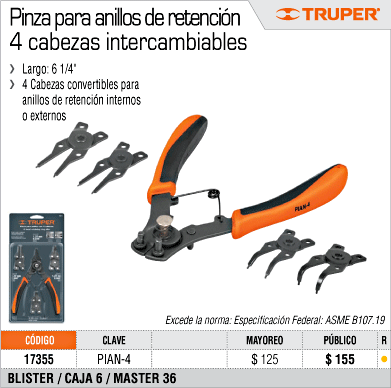 Pinza para anillos de retención
4 cabezas intercambiables
TRUPER®
› Largo: 6 1/4"
› 4 Cabezas convertibles para
anillos de retención internos
o externos
PIAN-4
TRUPER
Excede la norma: Especificación Federal: ASME B107.19
CÓDIGO CLAVE MAYOREO PÚBLICO R
17355 PIAN-4 $ 125 $ 155
BLISTER / CAJA 6 / MASTER 36